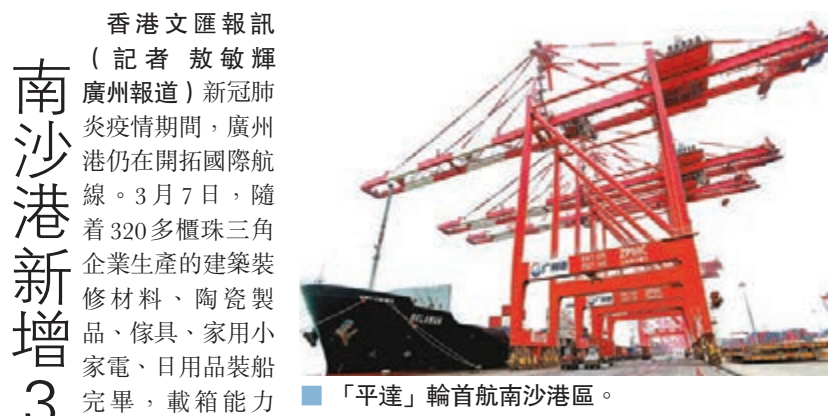 南沙港新增3
香港文匯報訊
（記者 敖敏輝
廣州報道）新冠肺
炎疫情期間，廣州
港仍在開拓國際航
線。3月7日，隨
着320多櫃珠三角
企業生產的建築裝
修材料、陶瓷製
品、傢具、家用小
家電、日用品裝船
完畢，載箱能力
ZPMC
■ 「平達」輪首航南沙港區。